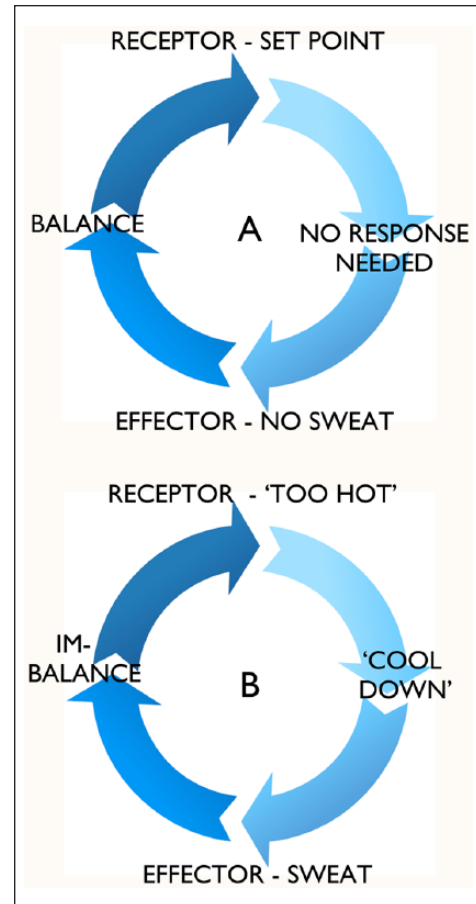 RECEPTOR - SET POINT
BALANCE
A
NO RESPONSE
NEEDED
EFFECTOR - NO SWEAT
RECEPTOR - ‘TOO HOT’
IM-
BALANCE
B
‘COOL
DOWN’
EFFECTOR - SWEAT